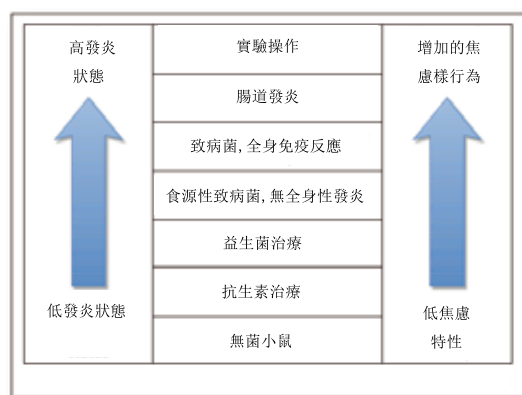 高發炎
狀態
低發炎狀態
實驗操作
腸道發炎
致病菌,全身免疫反應
食源性致病菌,無全身性發炎
益生菌治療
抗生素治療
無菌小鼠
增加的焦
慮樣行為
低焦慮
特性